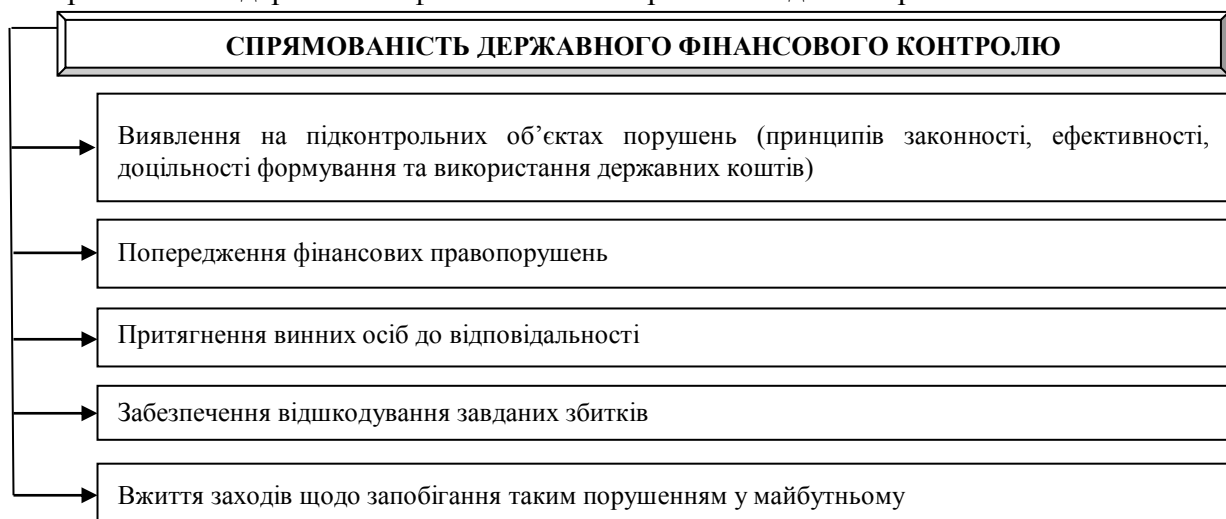 СПРЯМОВАНІСТЬ ДЕРЖАВНОГО ФІНАНСОВОГО КОНТРОЛЮ
Виявлення на підконтрольних об’єктах порушень (принципів законності, ефективності,
доцільності формування та використання державних коштів)
Попередження фінансових правопорушень
Притягнення винних осіб до відповідальності
Забезпечення відшкодування завданих збитків
Вжиття заходів щодо запобігання таким порушенням у майбутньому